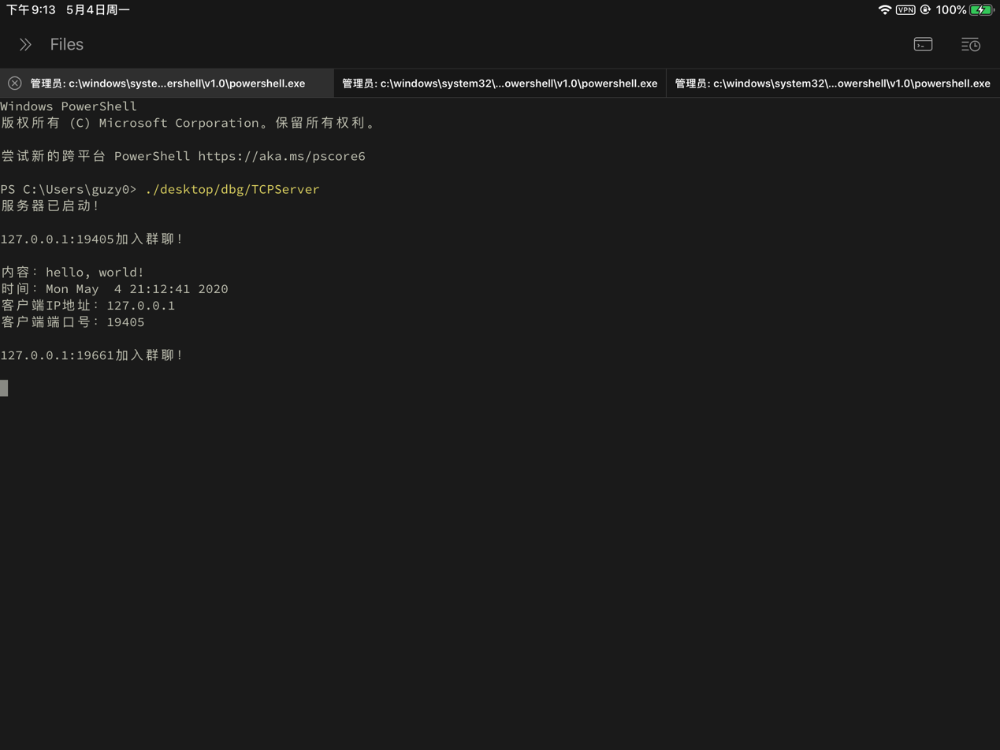 下午9:13 5月4日周一 VPN 100%
Files
管理员: c:\windows\syste...ershell\v1.0\powershell.exe 管理员: c:\windows\system32\...owershell\v1.0\powershell.exe 管理员: c:\windows\system32\...owershell\v1.0\powershell.exe
Windows PowerShell
版权所有 (C) Microsoft Corporation。保留所有权利。
尝试新的跨平台 PowerShell https://aka.ms/pscore6
PS C:\Users\guzy0> ./desktop/dbg/TCPServer
服务器已启动！
127.0.0.1:19405加入群聊！
内容：hello, world!
时间：Mon May  4 21:12:41 2020
客户端IP地址：127.0.0.1
客户端端口号：19405
127.0.0.1:19661加入群聊！